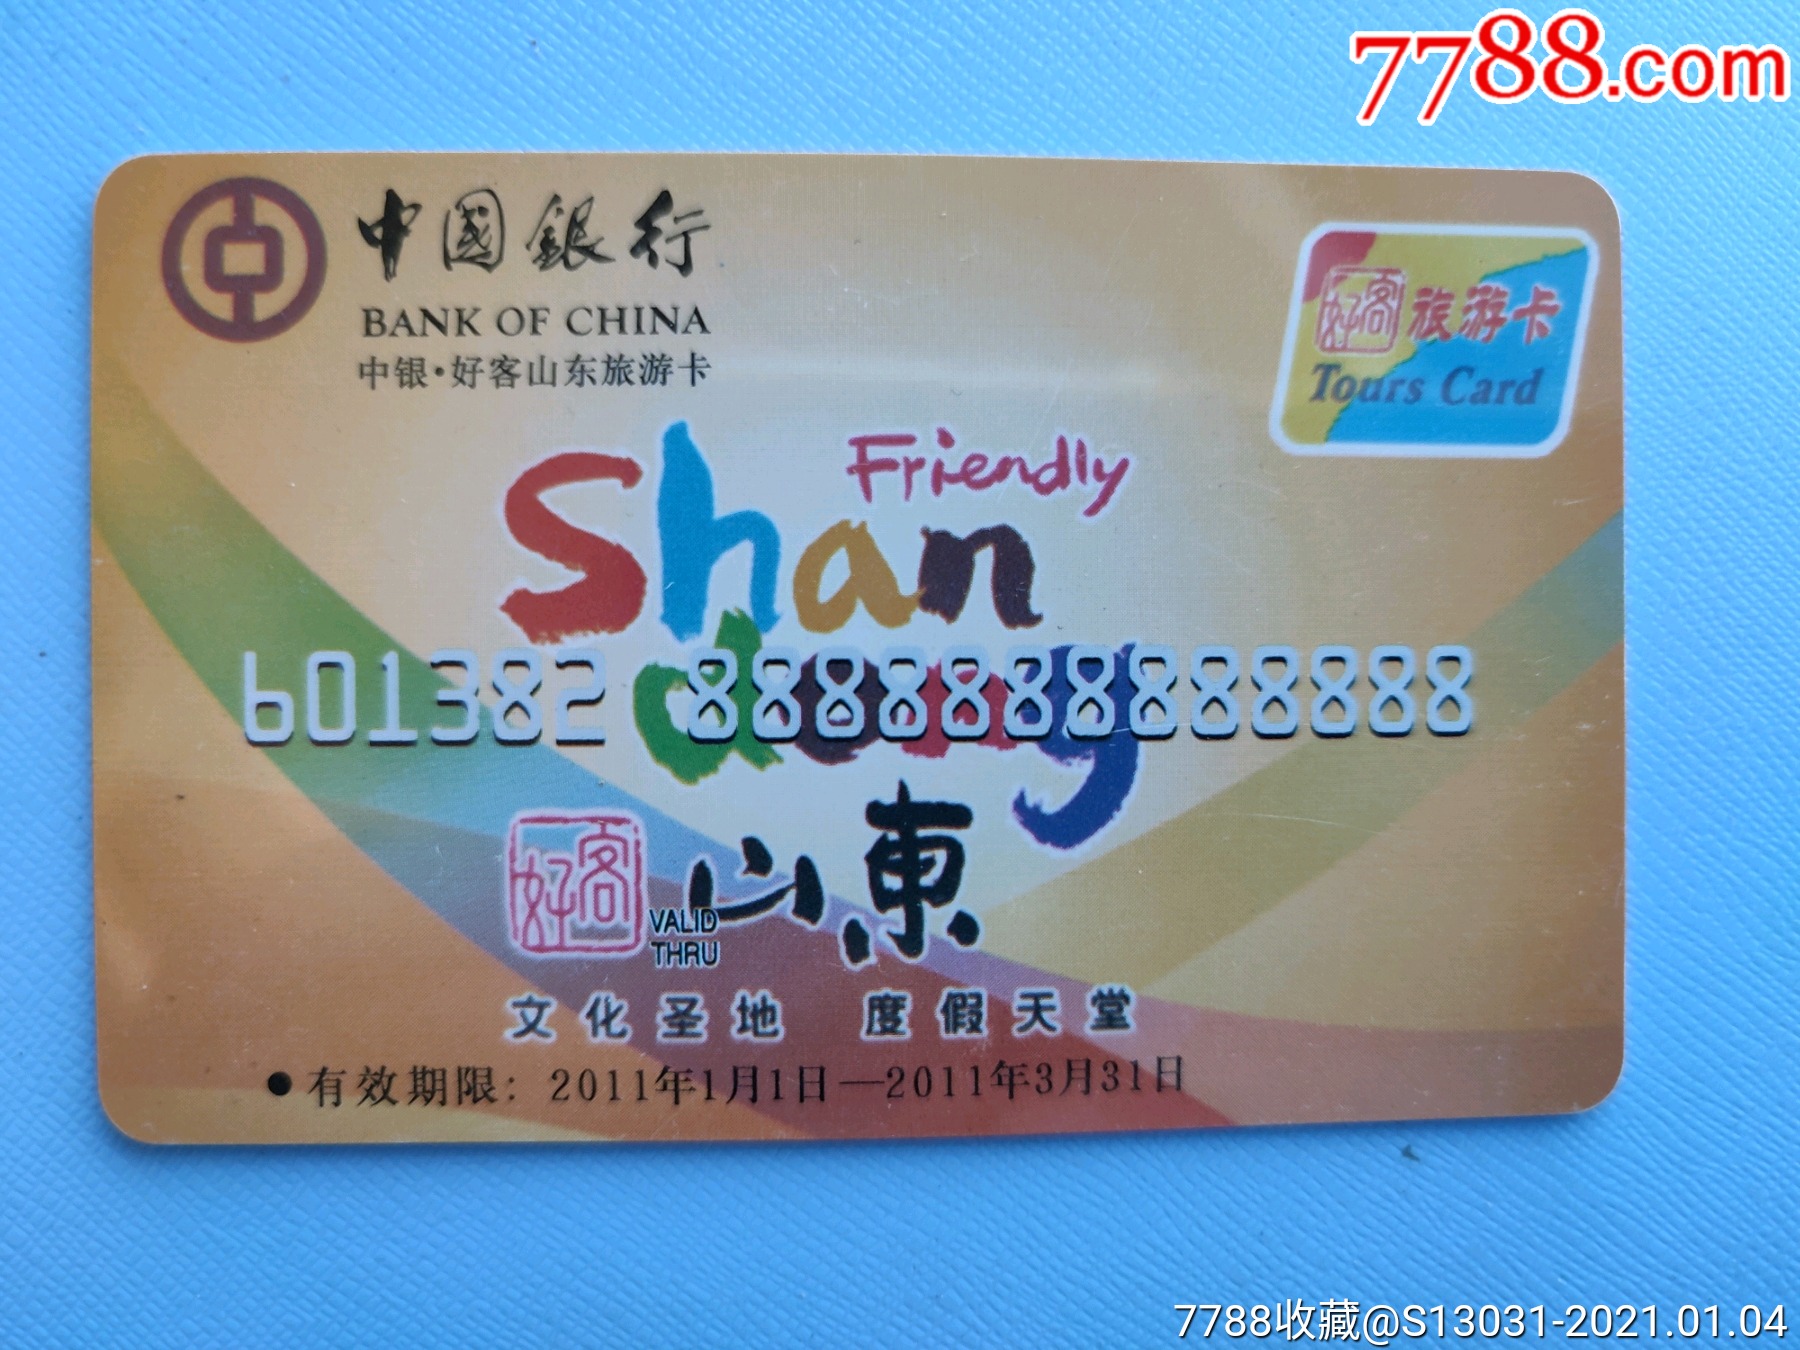 7788.com
中國銀行
BANK OF CHINA
中银·好客山东旅游卡
好客旅游卡
Tours Card
Friendly
Shan
dong
601382 8888888888888
好客山東
VALID
THRU
文化圣地 度假天堂
●有效期限：2011年1月1日—2011年3月31日
7788收藏@S13031-2021.01.04